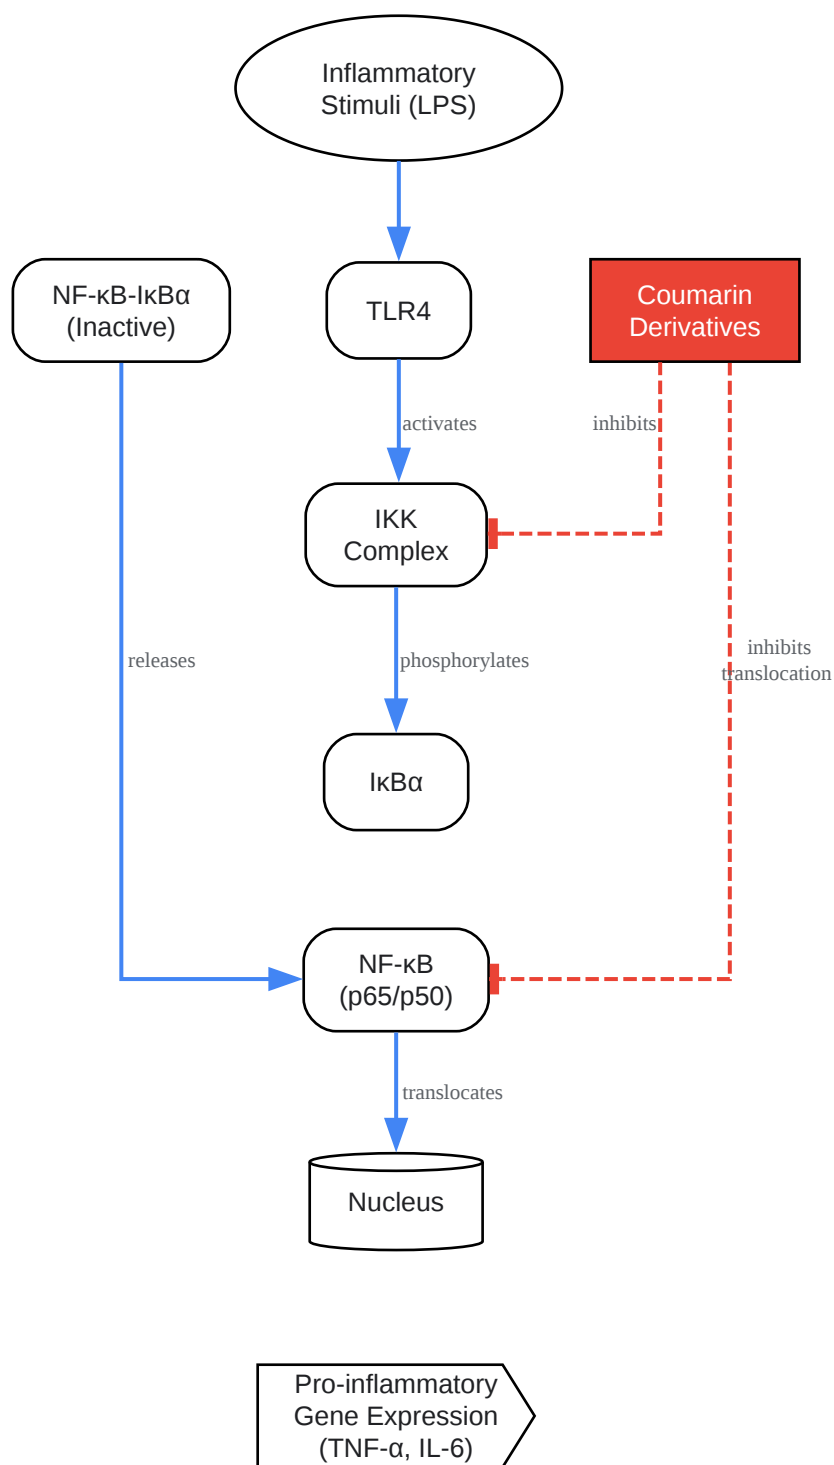 Inflammatory
Stimuli (LPS)
NF-κB-IκBα
(Inactive)
TLR4
Coumarin
Derivatives
activates
inhibits
IKK
Complex
releases
phosphorylates
inhibits
translocation
IκBα
NF-κB
(p65/p50)
translocates
Nucleus
Pro-inflammatory
Gene Expression
(TNF-α, IL-6)